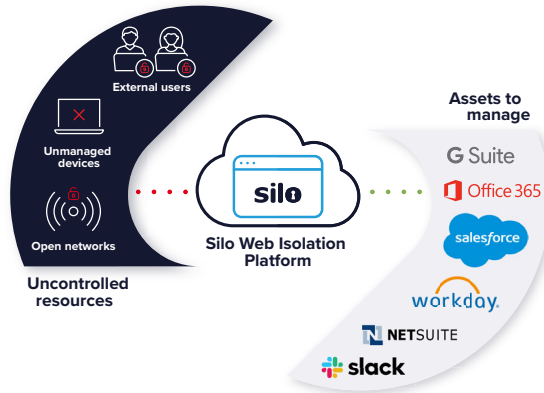 External users
Unmanaged
devices
Open networks
Uncontrolled
resources
silo
Silo Web Isolation
Platform
Assets to
manage
G Suite
Office 365
salesforce
workday.
NETSUITE
slack